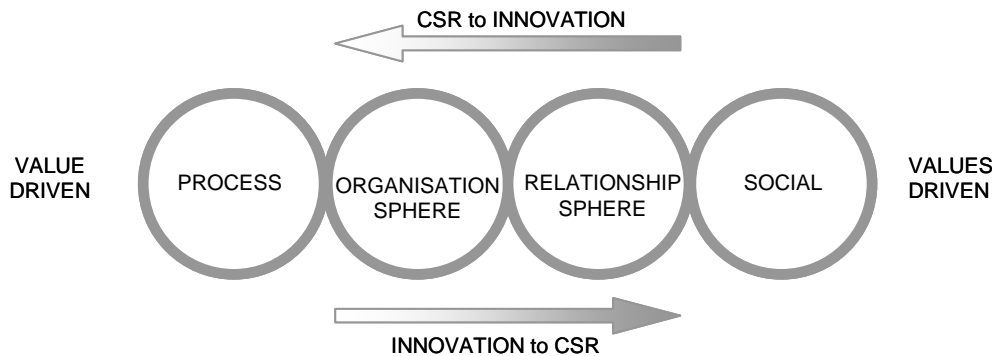 CSR to INNOVATION
VALUE
DRIVEN
PROCESS
ORGANISATION
SPHERE
RELATIONSHIP
SPHERE
SOCIAL
VALUES
DRIVEN
INNOVATION to CSR